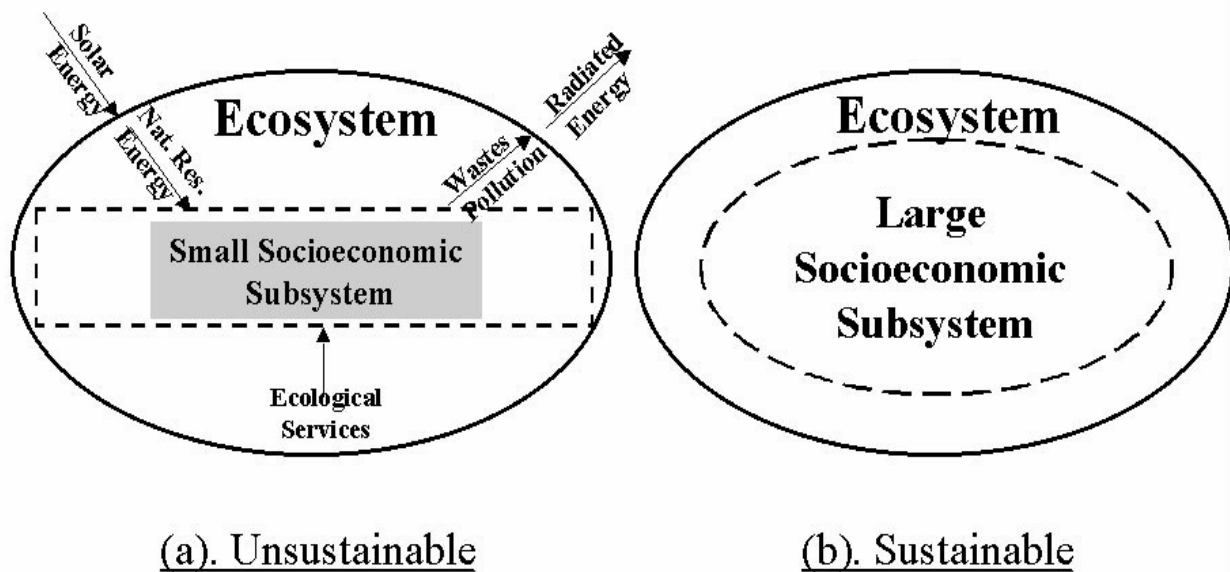 Solar
Energy
Nat. Res.
Energy
Ecosystem
Wastes
Pollution
Radiated
Energy
Small Socioeconomic
Subsystem
Ecological
Services
(a). Unsustainable
Ecosystem
Large
Socioeconomic
Subsystem
(b). Sustainable